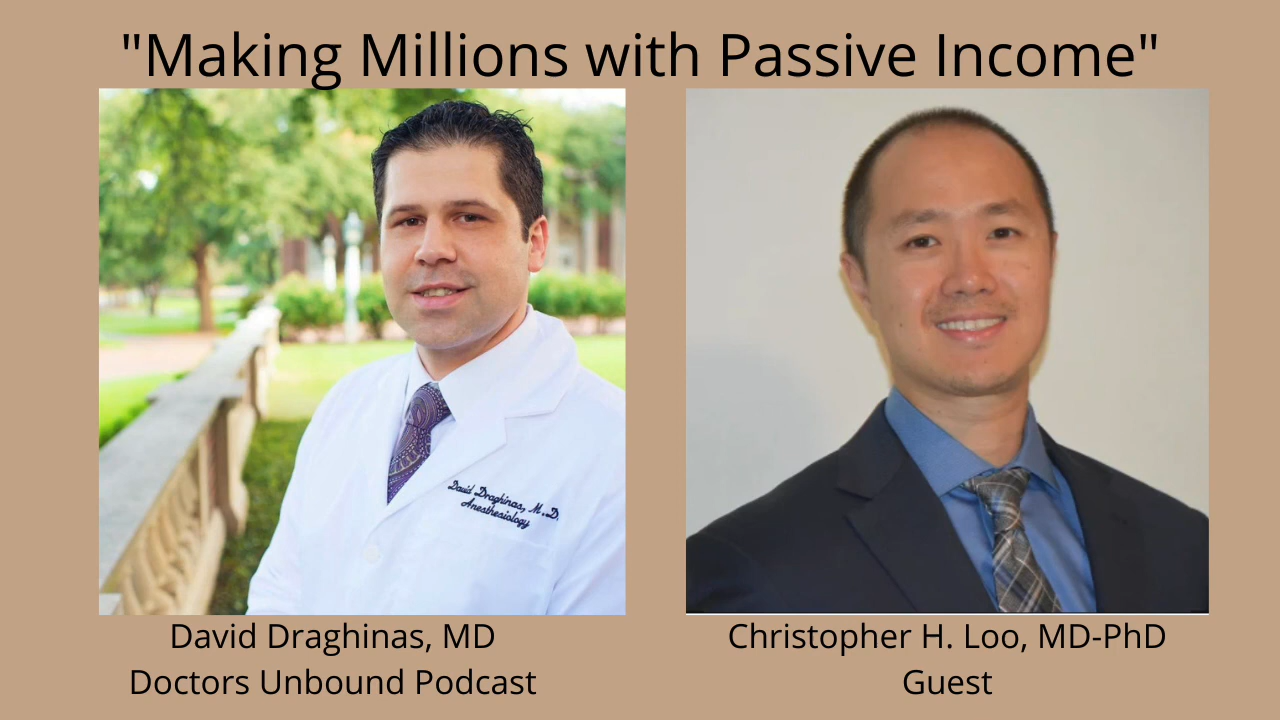 "Making Millions with Passive Income"
David Draghinas, M.D.
Anesthesiology
David Draghinas, MD
Doctors Unbound Podcast
Christopher H. Loo, MD-PhD
Guest